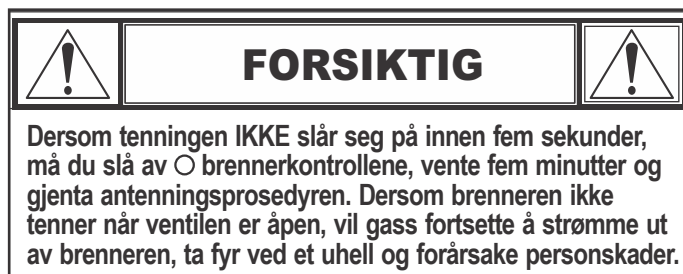 FORSIKTIG
Dersom tenningen IKKE slår seg på innen fem sekunder,
må du slå av ○ brennerkontrollene, vente fem minutter og
gjenta antenningsprosedyren. Dersom brenneren ikke
tenner når ventilen er åpen, vil gass fortsette å strømme ut
av brenneren, ta fyr ved et uhell og forårsake personskader.